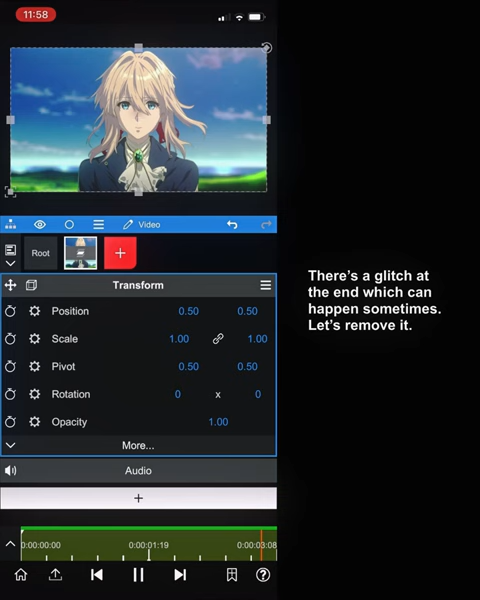 11:58
Video
Root
+
Transform
Position 0.50 0.50
Scale 1.00 1.00
Pivot 0.50 0.50
Rotation 0 x 0
Opacity 1.00
More...
Audio
+
0:00:00:00 0:00:01:19 0:00:03:08
There's a glitch at
the end which can
happen sometimes.
Let's remove it.